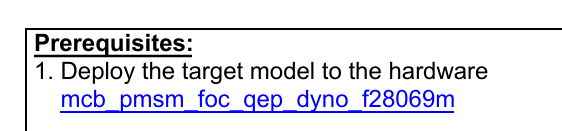 Prerequisites:
1. Deploy the target model to the hardware
mcb_pmsm_foc_qep_dyno_f28069m